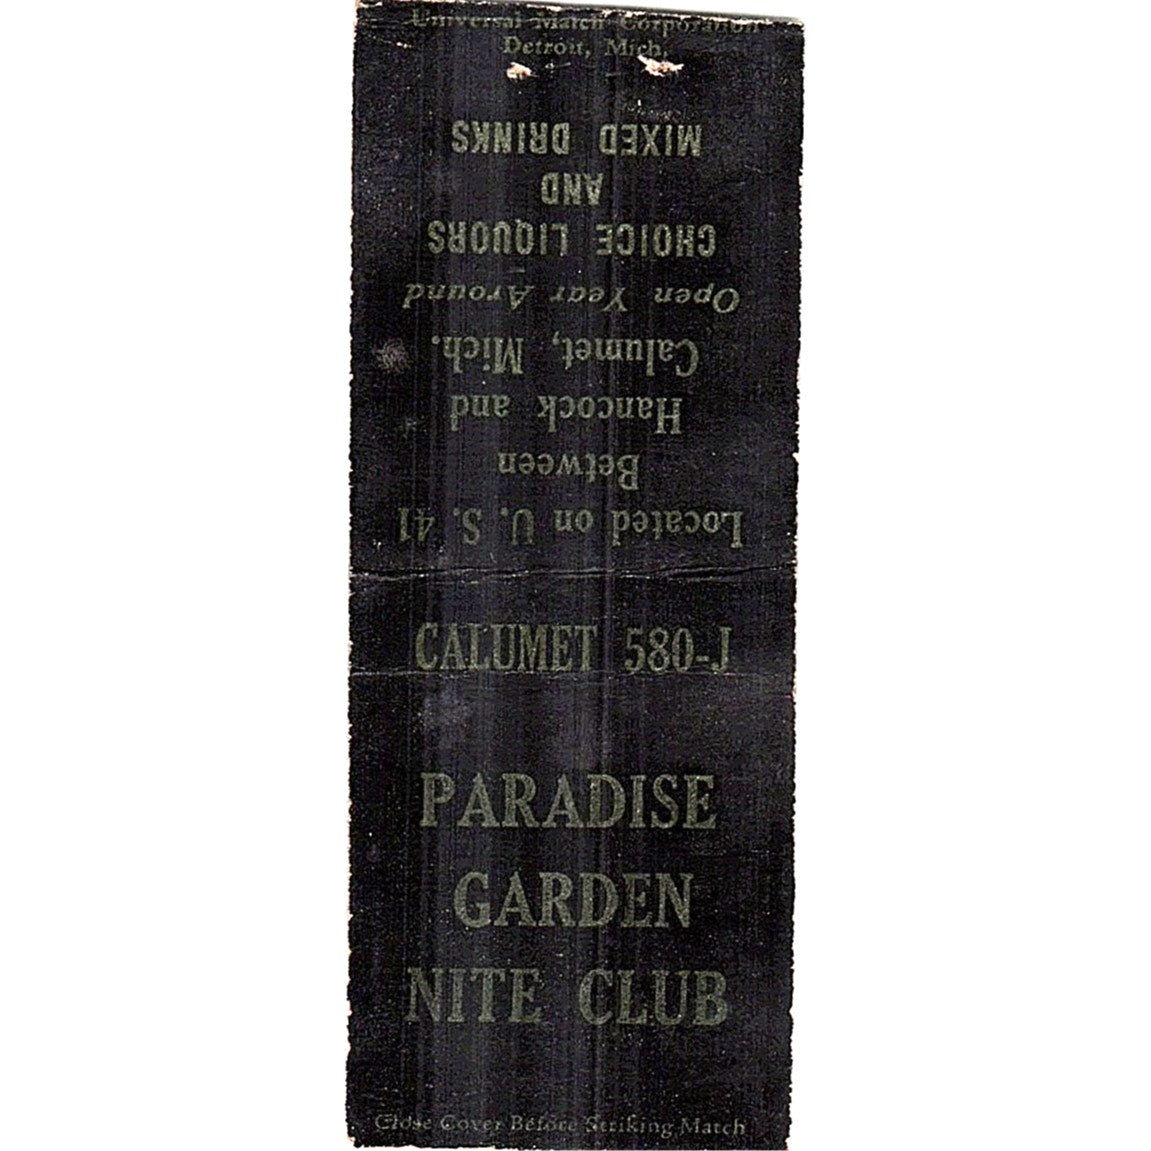 Universal Match Corporation
Detroit, Mich.
Located on U. S. 41
Between
Hancock and
Calumet, Mich.
Open Year Around
CHOICE LIQUORS
AND
MIXED DRINKS
CALUMET 580-J
PARADISE
GARDEN
NITE CLUB
Close Cover Before Striking Match